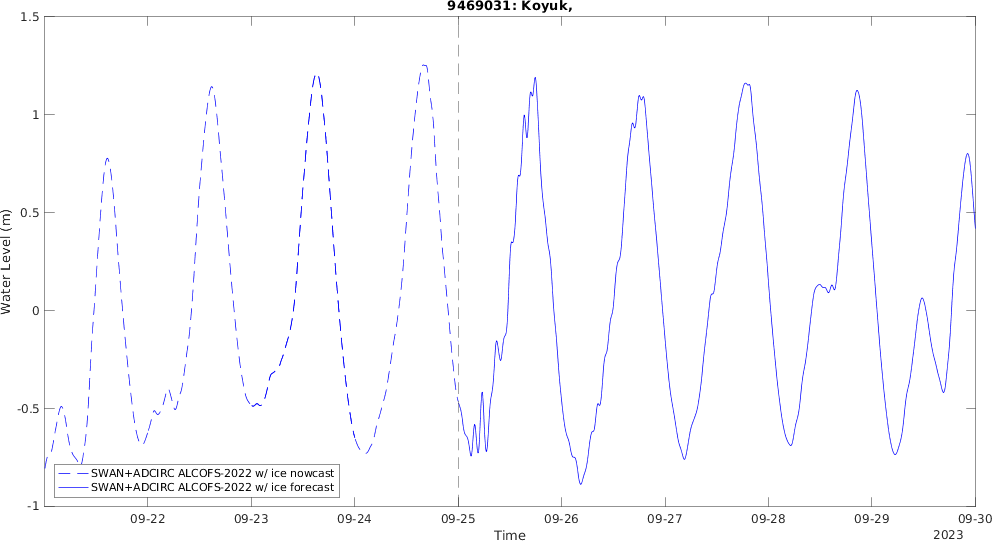 9469031: Koyuk,
1.5
1
0.5
0
-0.5
-1
Water Level (m)
SWAN+ADCIRC ALCOFS-2022 w/ ice nowcast
SWAN+ADCIRC ALCOFS-2022 w/ ice forecast
09-22 09-23 09-24 09-25 09-26 09-27 09-28 09-29 09-30
Time
2023